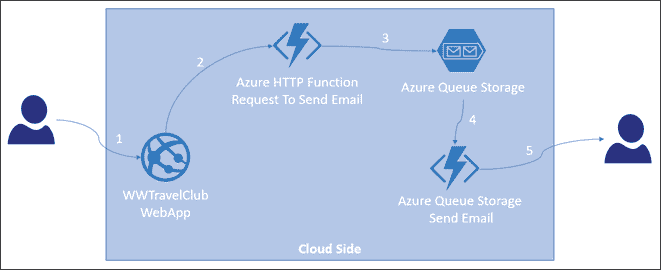 1
2
3
4
5
WWTravelClub
WebApp
Azure HTTP Function
Request To Send Email
Azure Queue Storage
Azure Queue Storage
Send Email
Cloud Side